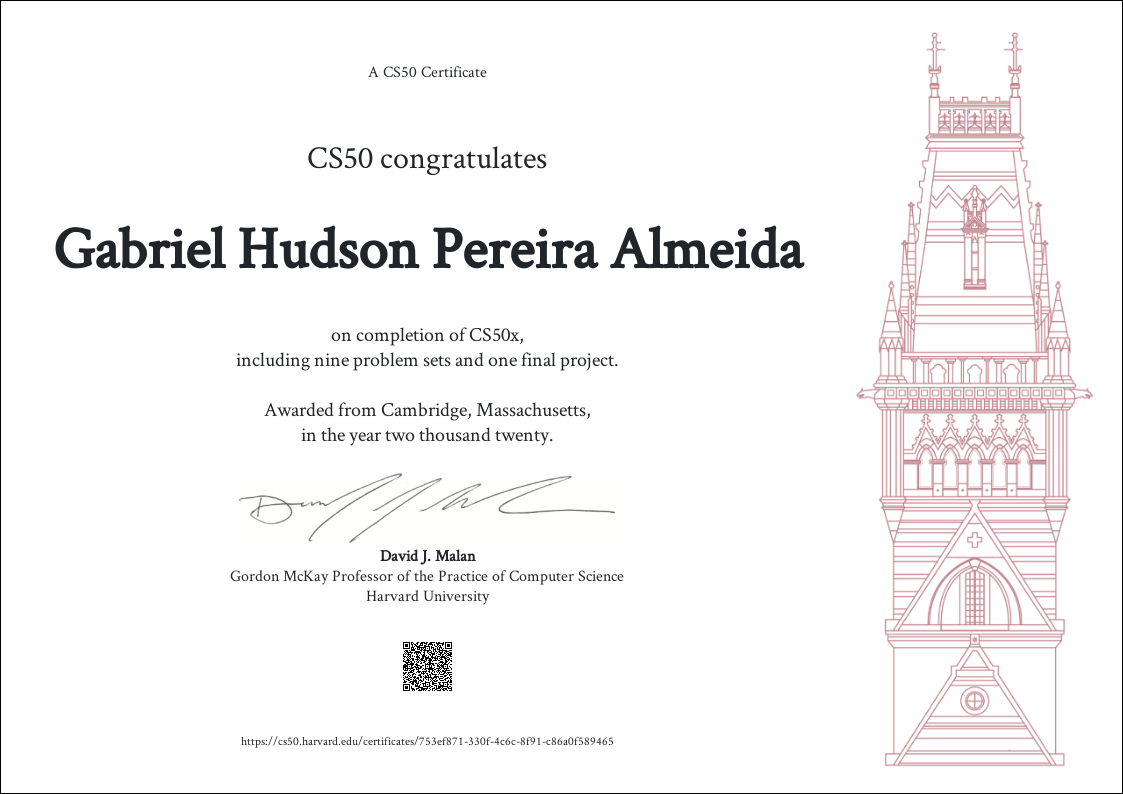 A CS50 Certificate
CS50 congratulates
Gabriel Hudson Pereira Almeida
on completion of CS50x,
including nine problem sets and one final project.
Awarded from Cambridge, Massachusetts,
in the year two thousand twenty.
David J. Malan
Gordon McKay Professor of the Practice of Computer Science
Harvard University
https://cs50.harvard.edu/certificates/753ef871-330f-4c6c-8f91-c86a0f589465